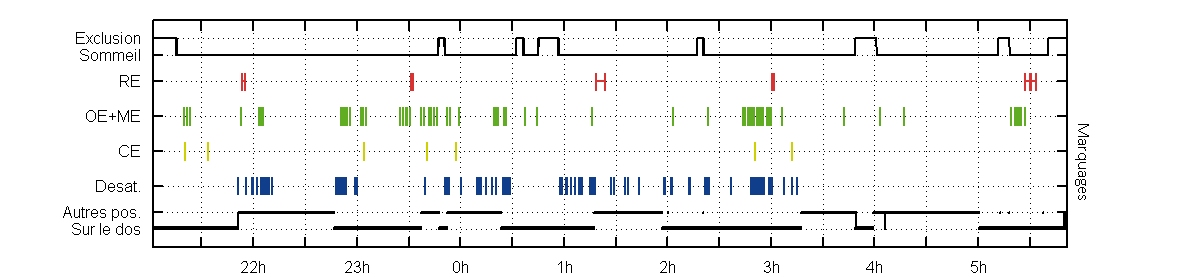 Exclusion
Sommeil
RE
OE+ME
CE
Desat.
Autres pos.
Sur le dos
22h 23h 0h 1h 2h 3h 4h 5h
Marquages